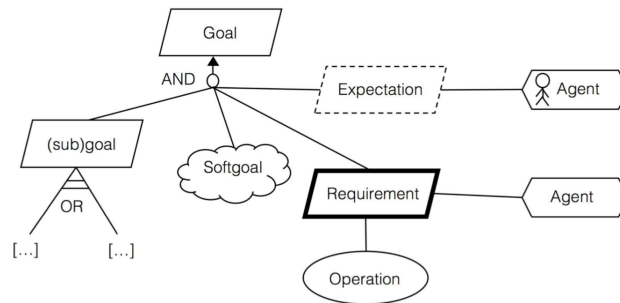 Goal
AND
Expectation
Agent
(sub)goal
Softgoal
Requirement
Agent
OR
[...]
[...]
Operation